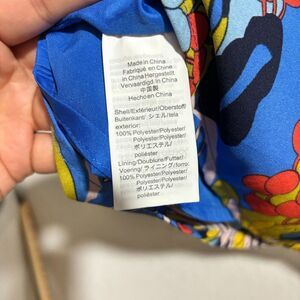 Made in China
Fabriqué en Chine
in China Hergestellt
Vervaardigd in China
中国製
Hecho en China
Shell/Extérieur/Oberstoff/
Buitenkant/ シェル/tela
exterior:
100% Polyester/Polyester/
Polyester/Polyester/
ポリエステル/
poliéster
Lining/Doublure/Futter/
Voering/ライニング/forro:
100% Polyester/Polyester/
Polyester/Polyester/
ポリエステル/
poliéster